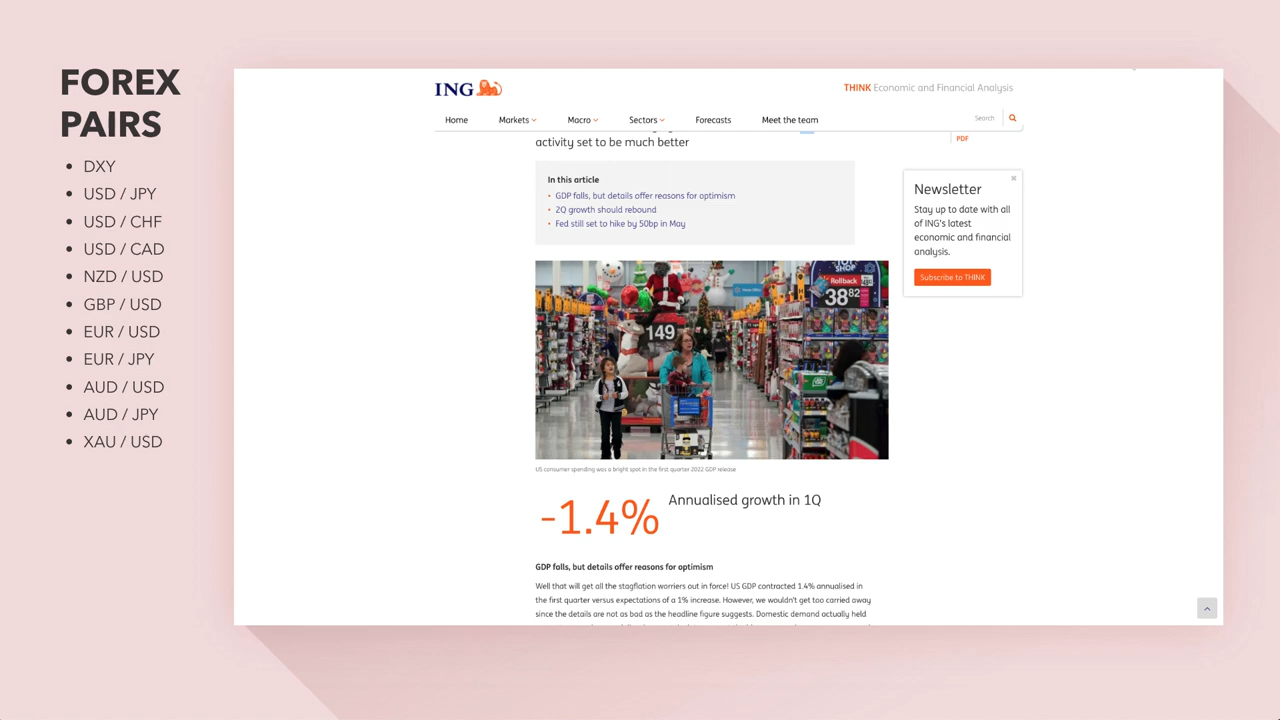 FOREX
PAIRS
• DXY
• USD / JPY
• USD / CHF
• USD / CAD
• NZD / USD
• GBP / USD
• EUR / USD
• EUR / JPY
• AUD / USD
• AUD / JPY
• XAU / USD
ING
THINK Economic and Financial Analysis
Home Markets Macro Sectors Forecasts Meet the team
Search
activity set to be much better
PDF
In this article
• GDP falls, but details offer reasons for optimism
• 2Q growth should rebound
• Fed still set to hike by 50bp in May
Newsletter
Stay up to date with all
of ING's latest
economic and financial
analysis.
Subscribe to THINK
SHOP
Rollback
38 82
149
US consumer spending was a bright spot in the first quarter 2022 GDP release
-1.4% Annualised growth in 1Q
GDP falls, but details offer reasons for optimism
Well that will get all the stagflation worriers out in force! US GDP contracted 1.4% annualised in
the first quarter versus expectations of a 1% increase. However, we wouldn't get too carried away
since the details are not as bad as the headline figure suggests. Domestic demand actually held